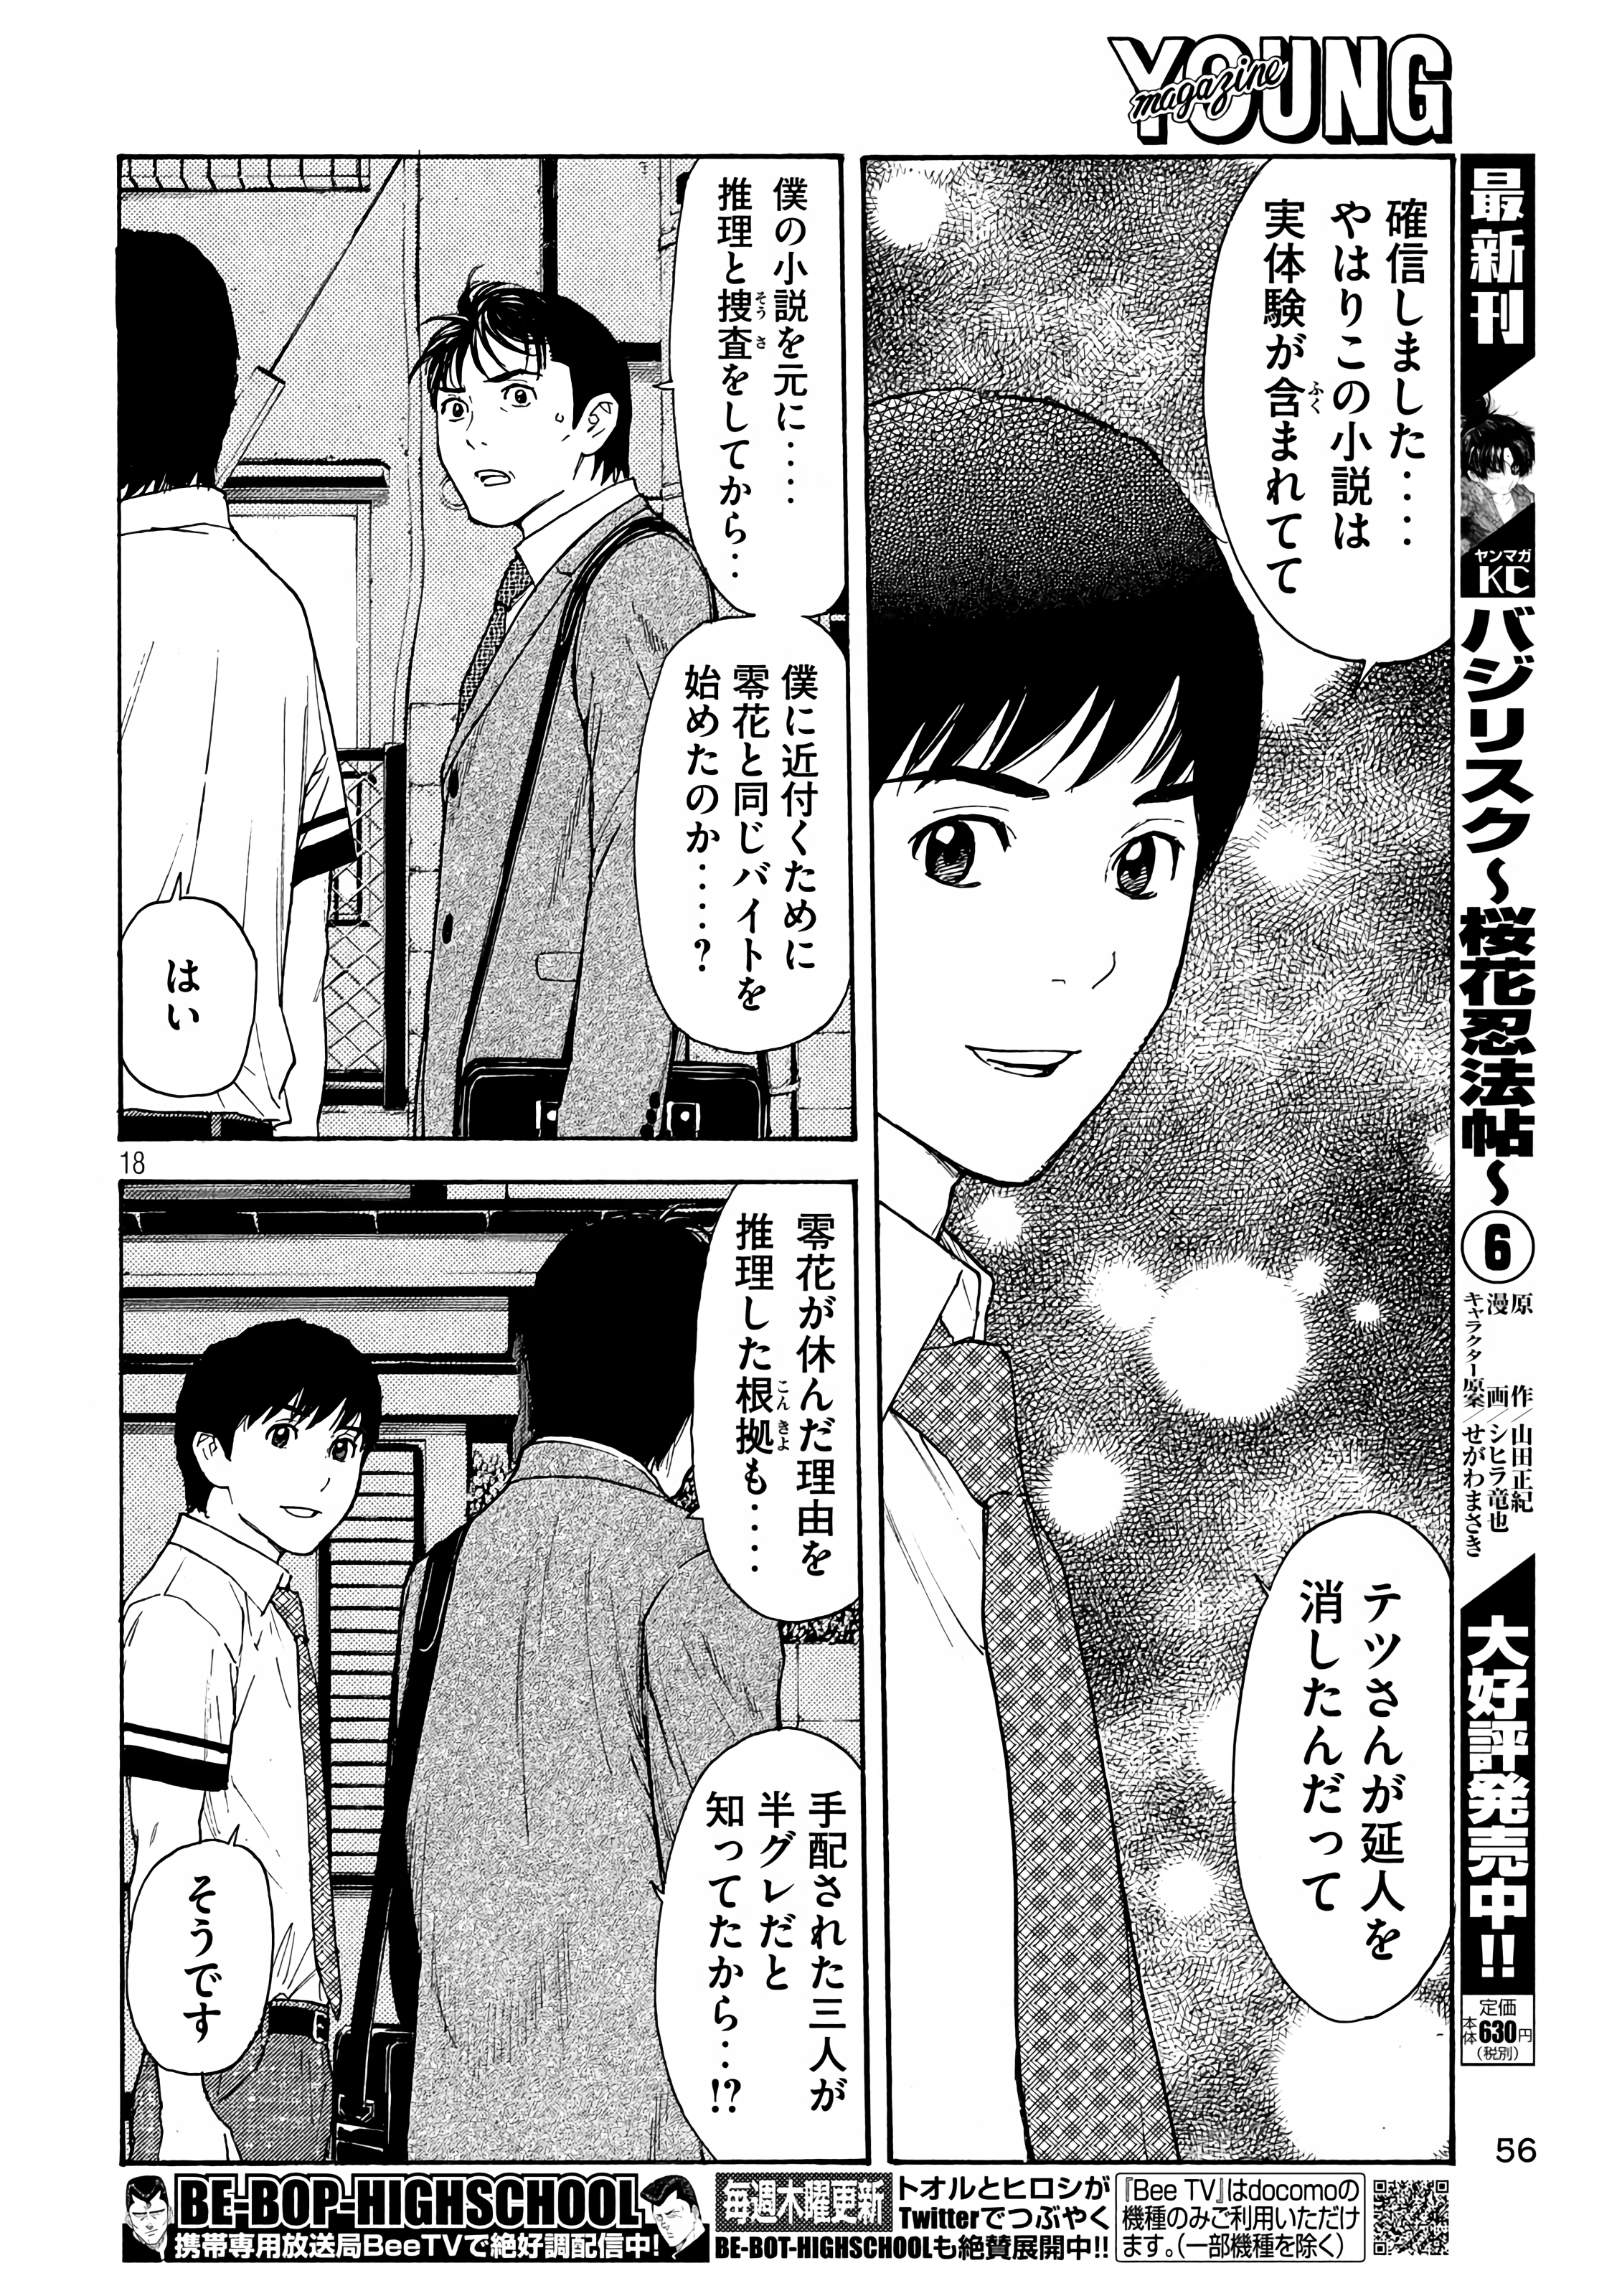 YOUNG
magazine
確信しました‥‥
やはりこの小説は
実体験が含まれてて
ふく
テツさんが延人を
消したんだって
僕の小説を元に‥‥
推理と捜査をしてから‥
そうさ
僕に近付くために
零花と同じバイトを
始めたのか‥‥?
はい
18
零花が休んだ理由を
推理した根拠も‥‥
こんきよ
手配された三人が
半グレだと
知ってたから‥!?
そうです
最新刊
ヤンマガ
KC
バジリスク〜桜花忍法帖〜⑥
原作/山田正紀
漫画/シヒラ竜也
キャラクター原案/せがわまさき
大好評発売中!!
定価
本体630円
(税別)
56
BE-BOP-HIGHSCHOOL
携帯専用放送局BeeTVで絶好調配信中!
毎週木曜更新
トオルとヒロシが
Twitterでつぶやく
BE-BOT-HIGHSCHOOLも絶賛展開中!!
『Bee TV』はdocomoの
機種のみご利用いただけ
ます。(一部機種を除く)